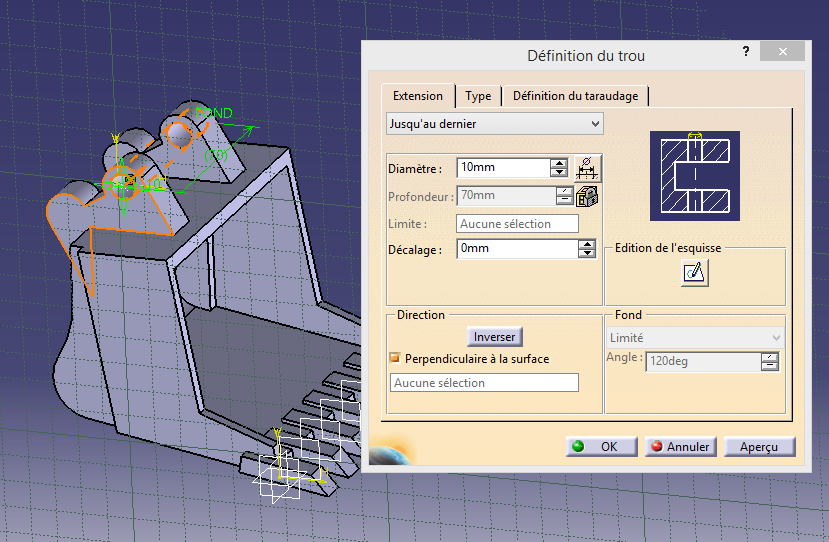 Définition du trou
?
Extension
Type
Définition du taraudage
Jusqu'au dernier
Diamètre :
10mm
Profondeur :
70mm
Limite :
Aucune sélection
Décalage :
0mm
Edition de l'esquisse
Direction
Inverser
Perpendiculaire à la surface
Aucune sélection
Fond
Limité
Angle :
120deg
OK
Annuler
Aperçu
Y
Y